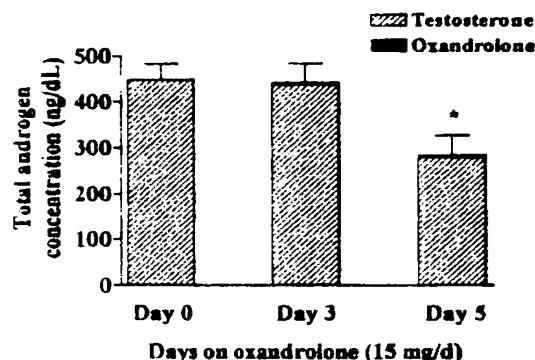 Testosterone
Oxandrolone
Total androgen
concentration (ng/dL)
500
400
300
200
100
0
*
Day 0
Day 3
Day 5
Days on oxandrolone (15 mg/d)